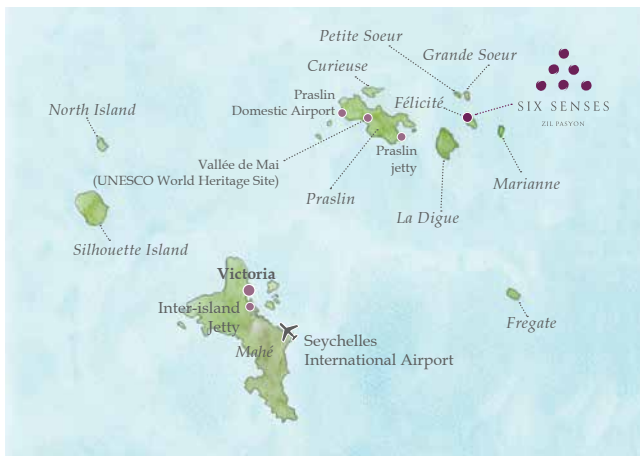 Petite Soeur
Grande Soeur
Curieuse
Praslin
Domestic Airport
Félicité
SIX SENSES
ZIL PASYON
North Island
Vallée de Mai
(UNESCO World Heritage Site)
Praslin
jetty
Marianne
Praslin
La Digue
Silhouette Island
Victoria
Inter-island
Jetty
Mahé
Seychelles
International Airport
Fregate